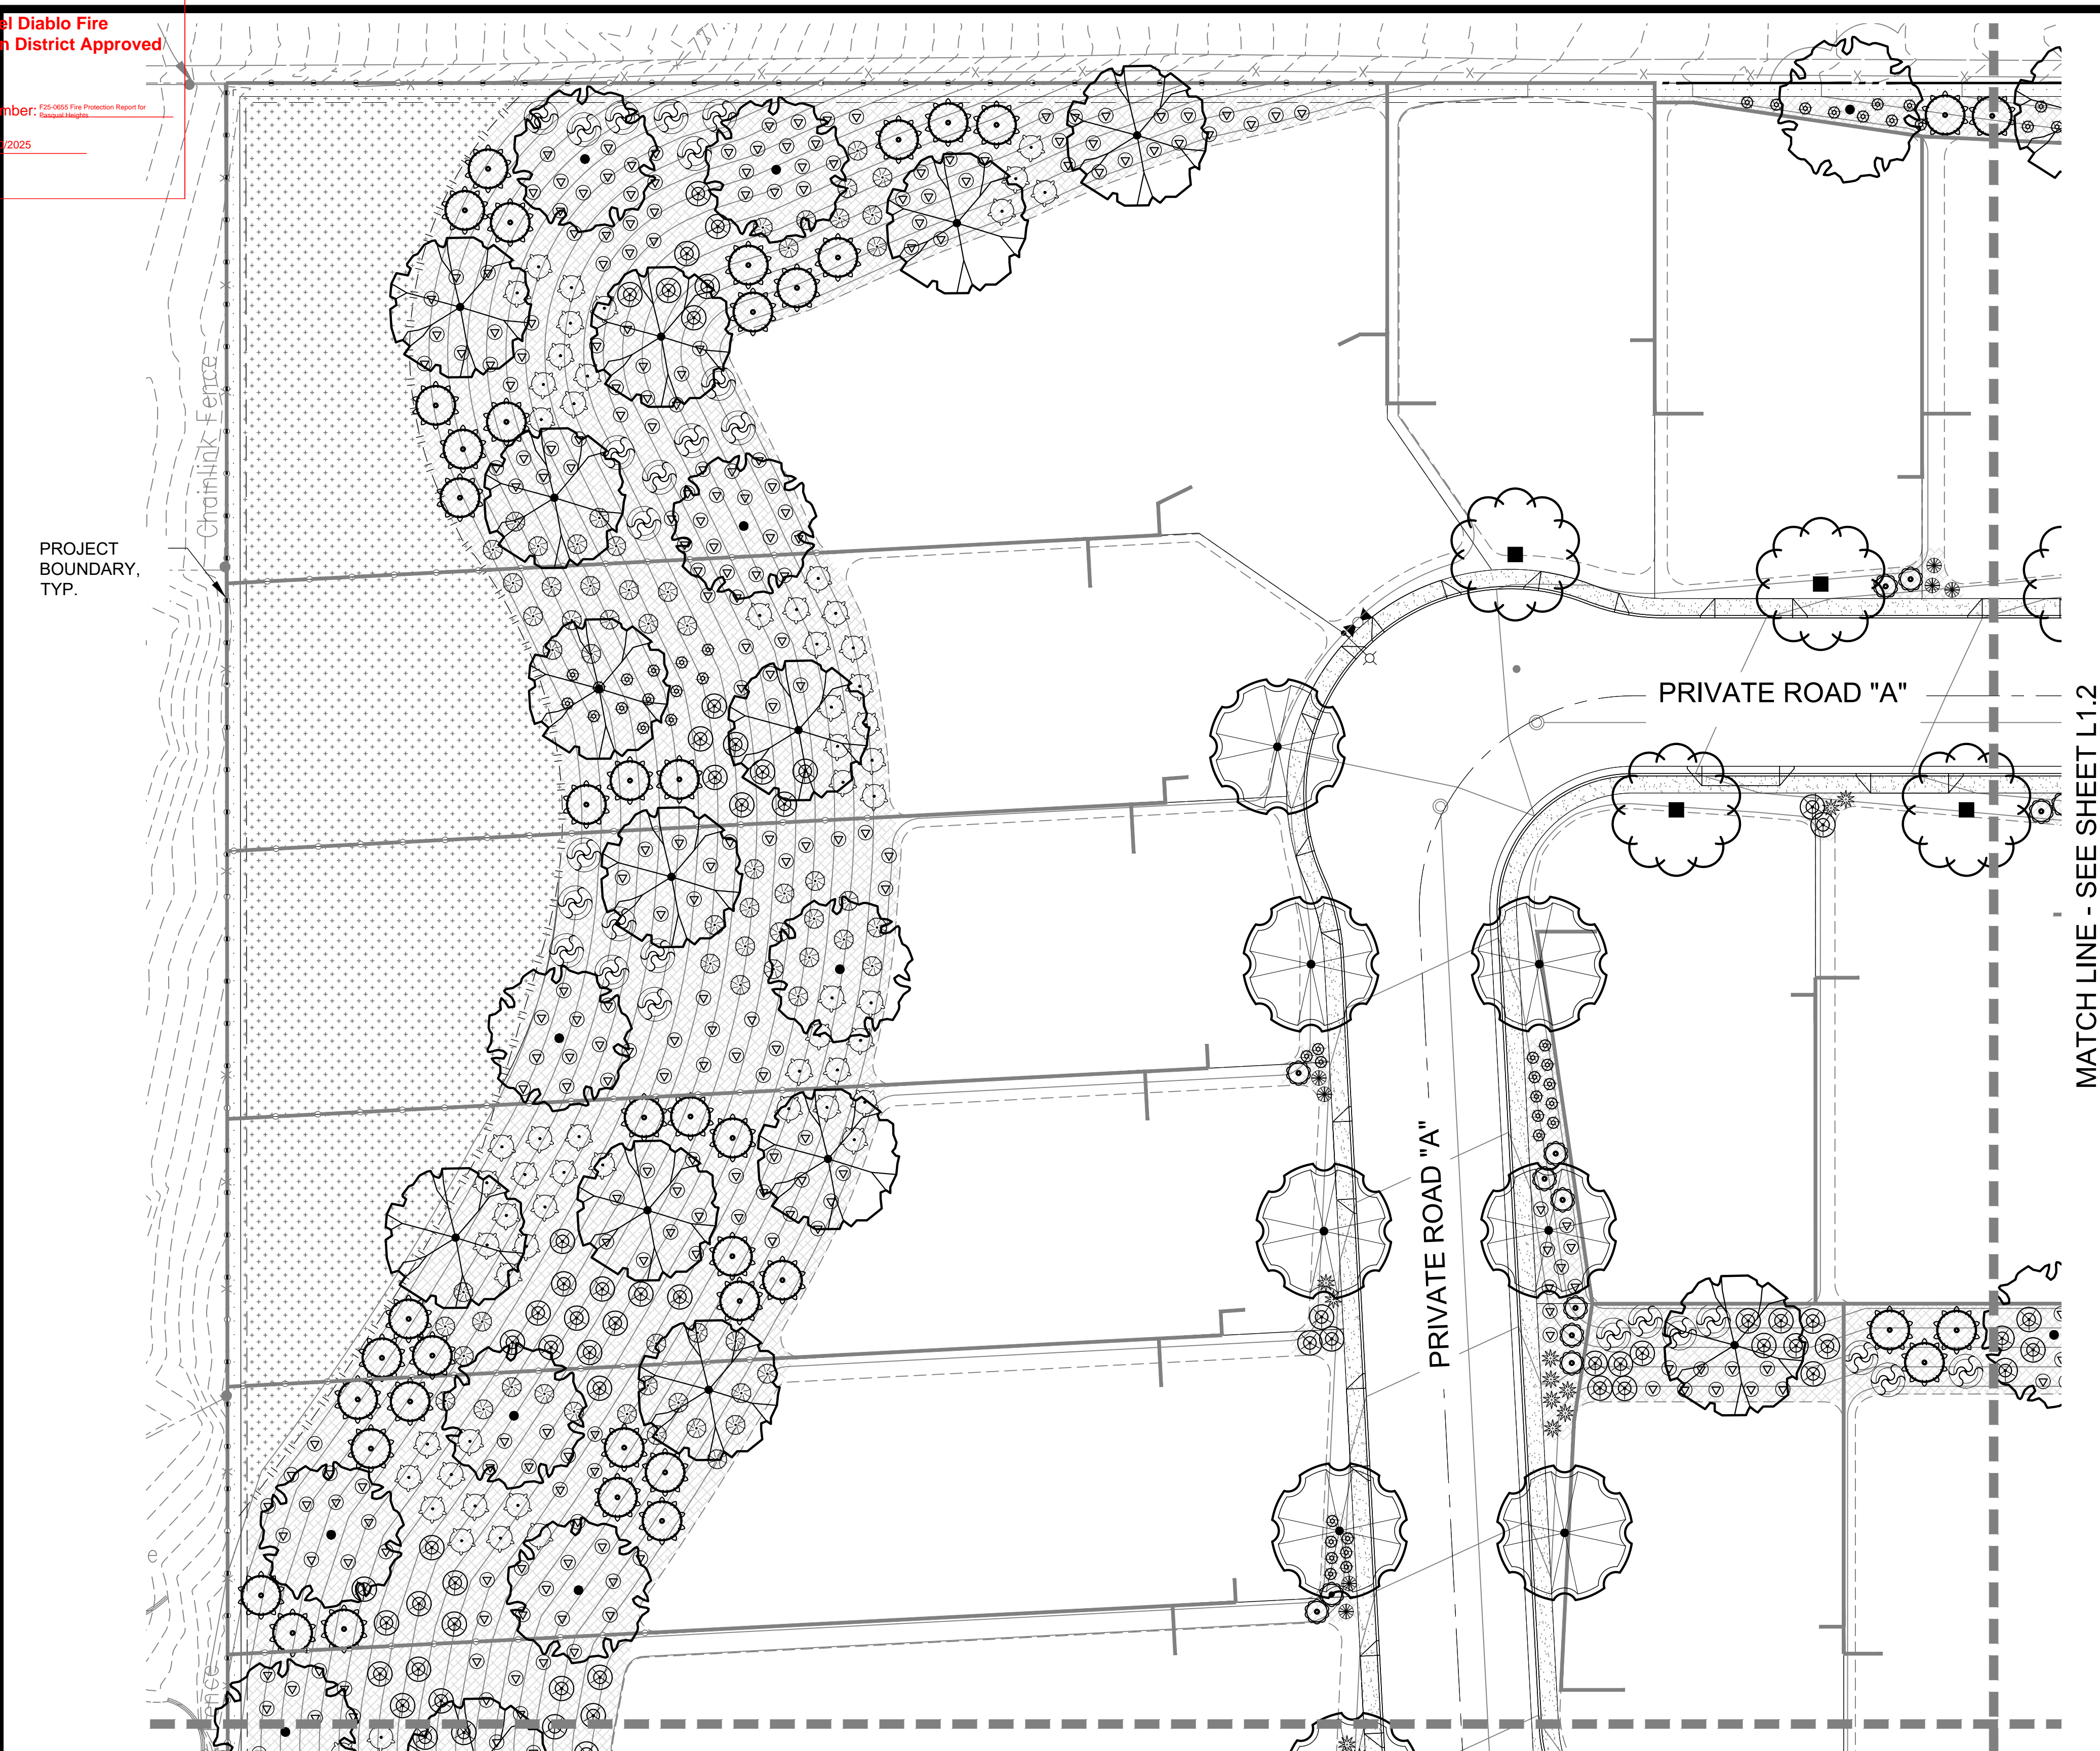 el Diablo Fire
n District Approved
mber: F25-0655 Fire Protection Report for
Pasqual Heights
/2025
Chainlink Fence
PROJECT
BOUNDARY,
TYP.
PRIVATE ROAD "A"
MATCH LINE - SEE SHEET L1.2
PRIVATE ROAD "A"